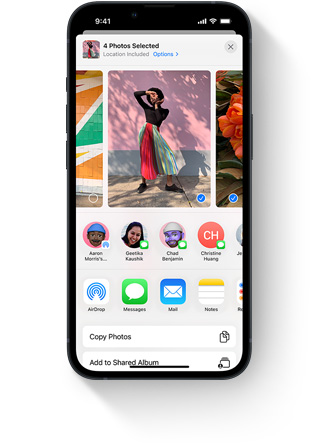 9:41
4 Photos Selected
Location Included Options >
Aaron
Morris's...
Geetika
Kaushik
Chad
Benjamin
CH
Christine
Huang
AirDrop
Messages
Mail
Notes
Copy Photos
Add to Shared Album